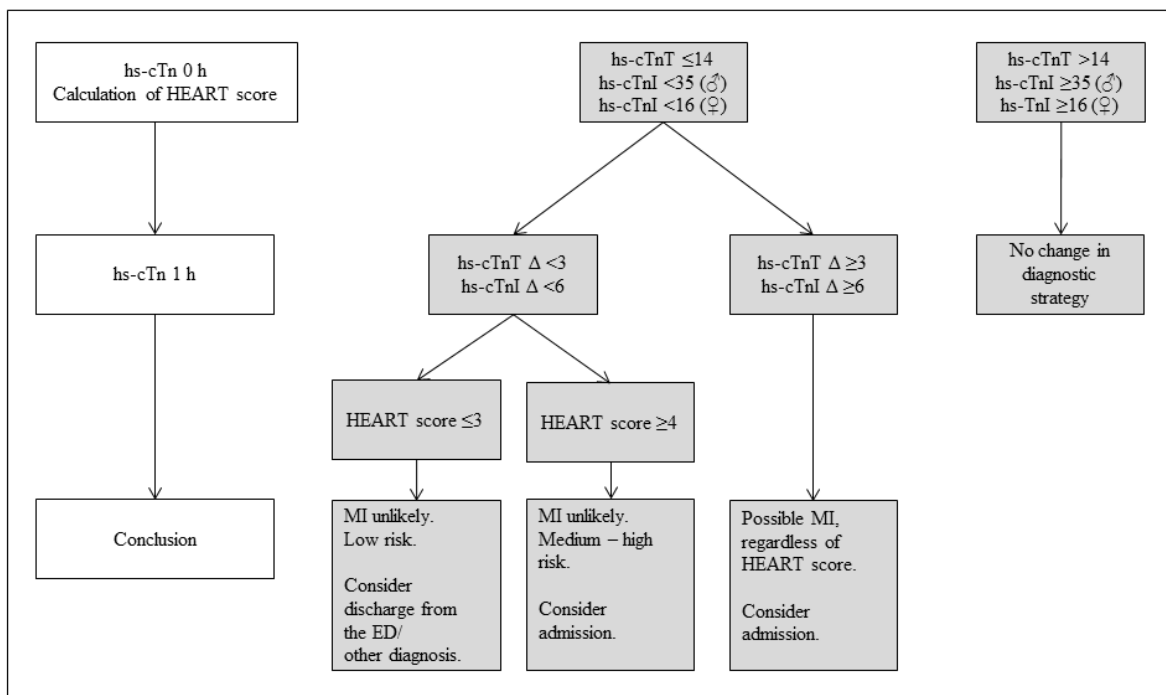 hs-cTn 0 h
Calculation of HEART score
hs-cTnT ≤14
hs-cTnI <35 (♂)
hs-cTnI <16 (♀)
hs-cTnT >14
hs-cTnI ≥35 (♂)
hs-TnI ≥16 (♀)
hs-cTn 1 h
hs-cTnT Δ <3
hs-cTnI Δ <6
hs-cTnT Δ ≥3
hs-cTnI Δ ≥6
No change in
diagnostic
strategy
HEART score ≤3
HEART score ≥4
Conclusion
MI unlikely.
Low risk.
Consider
discharge from
the ED/
other diagnosis.
MI unlikely.
Medium – high
risk.
Consider
admission.
Possible MI,
regardless of
HEART score.
Consider
admission.